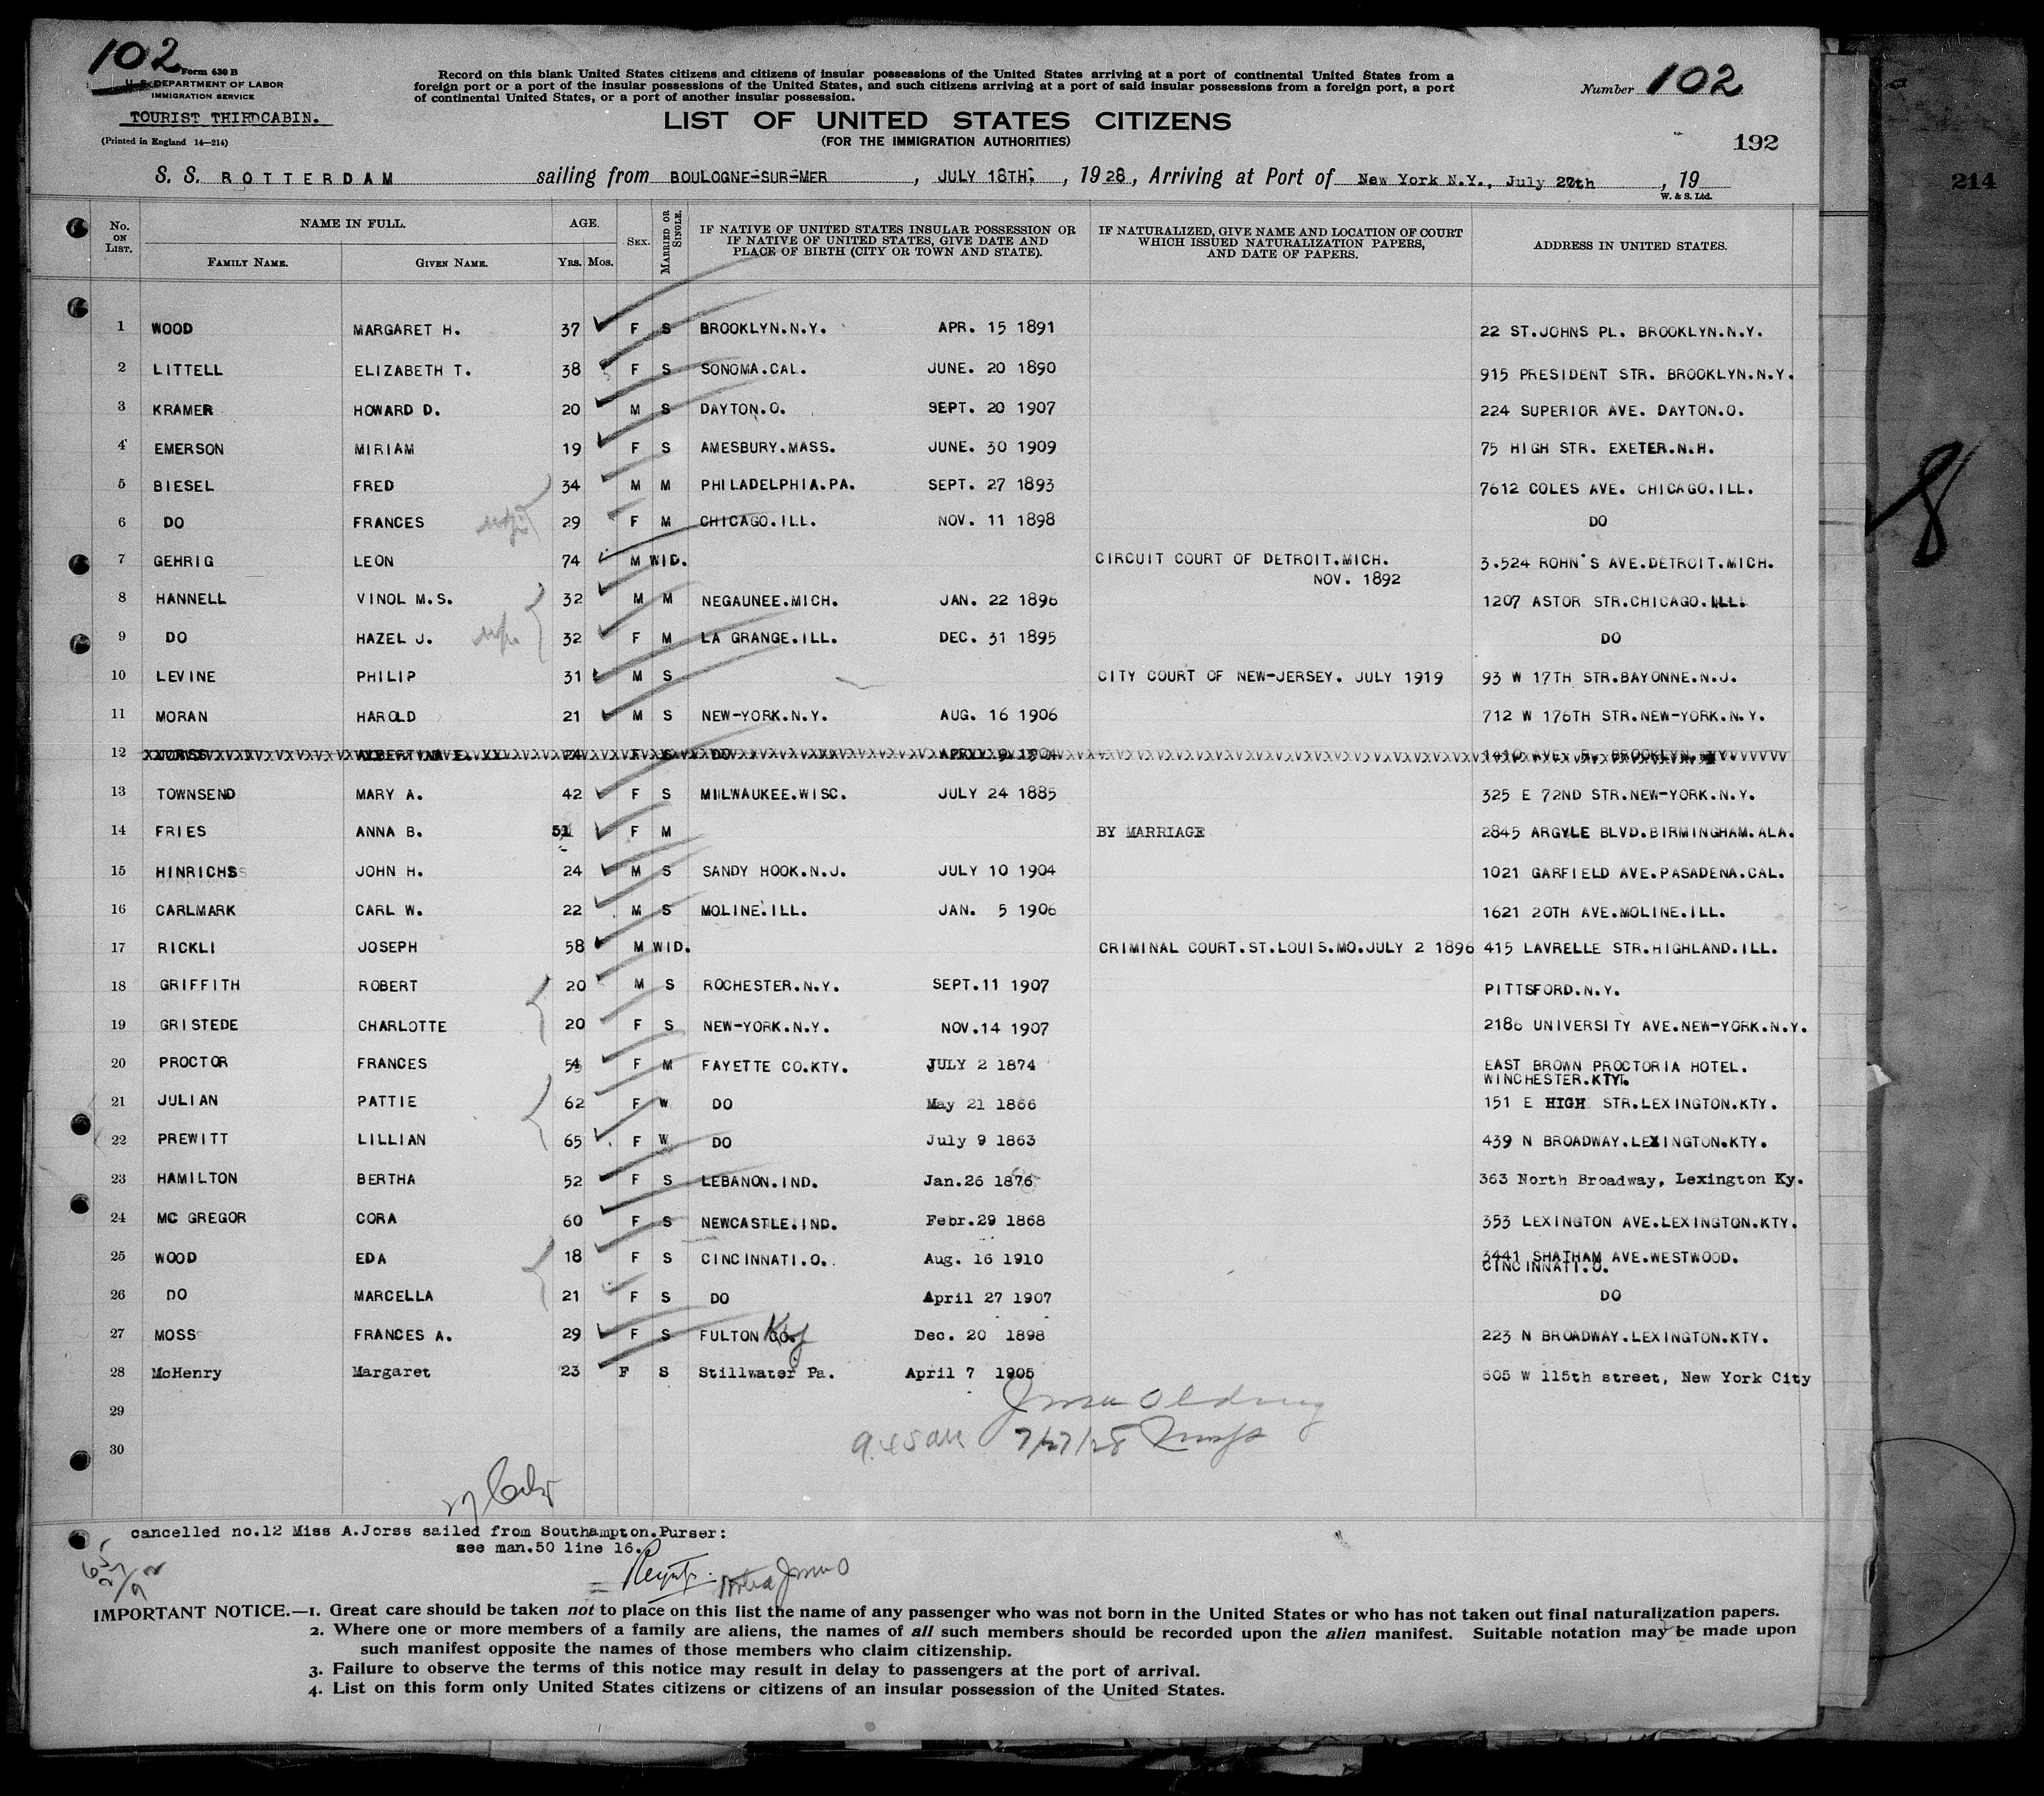 102
Form 630 B
U. S. DEPARTMENT OF LABOR
IMMIGRATION SERVICE
TOURIST THIRDCABIN.
(Printed in England 14—214)
Record on this blank United States citizens and citizens of insular possessions of the United States arriving at a port of continental United States from a
foreign port or a port of the insular possessions of the United States, and such citizens arriving at a port of said insular possessions from a foreign port, a port
of continental United States, or a port of another insular possession.
LIST OF UNITED STATES CITIZENS
(FOR THE IMMIGRATION AUTHORITIES)
Number 102
192
214
S. S. ROTTERDAM sailing from BOULOGNE-SUR-MER, JULY 18TH. , 1928, Arriving at Port of New York N.Y., July 27th , 19
W. & S. Ltd.
No. ON LIST. NAME IN FULL. FAMILY NAME. GIVEN NAME. AGE. YRS. MOS. SEX. MARRIED OR SINGLE. IF NATIVE OF UNITED STATES INSULAR POSSESSION OR IF NATIVE OF UNITED STATES, GIVE DATE AND PLACE OF BIRTH (CITY OR TOWN AND STATE). IF NATURALIZED, GIVE NAME AND LOCATION OF COURT WHICH ISSUED NATURALIZATION PAPERS, AND DATE OF PAPERS. ADDRESS IN UNITED STATES.
1 WOOD MARGARET H. 37 F S BROOKLYN.N.Y. APR. 15 1891 22 ST.JOHNS PL. BROOKLYN.N.Y.
2 LITTELL ELIZABETH T. 38 F S SONOMA.CAL. JUNE. 20 1890 915 PRESIDENT STR. BROOKLYN.N.Y.
3 KRAMER HOWARD D. 20 M S DAYTON.O. SEPT. 20 1907 224 SUPERIOR AVE. DAYTON.O.
4 EMERSON MIRIAM 19 F S AMESBURY.MASS. JUNE. 30 1909 75 HIGH STR. EXETER.N.H.
5 BIESEL FRED 34 M M PHILADELPHIA.PA. SEPT. 27 1893 7612 COLES AVE. CHICAGO.ILL.
6 DO FRANCES 29 F M CHICAGO.ILL. NOV. 11 1898 DO
7 GEHRIG LEON 74 M WID. CIRCUIT COURT OF DETROIT.MICH. 3.524 ROHN'S AVE.DETROIT.MICH.
NOV. 1892
8 HANNELL VINOL M.S. 32 M M NEGAUNEE.MICH. JAN. 22 1896 1207 ASTOR STR.CHICAGO.ILL.
9 DO HAZEL J. 32 F M LA GRANGE.ILL. DEC. 31 1895 DO
10 LEVINE PHILIP 31 M S CITY COURT OF NEW-JERSEY. JULY 1919 93 W 17TH STR.BAYONNE.N.J.
11 MORAN HAROLD 21 M S NEW-YORK.N.Y. AUG. 16 1906 712 W 176TH STR.NEW-YORK.N.Y.
12 JORSS ALBERTINA E. 24 F S DO APRIL 9 1904 1410 AVE. R. BROOKLYN.NY.
13 TOWNSEND MARY A. 42 F S MILWAUKEE.WISC. JULY 24 1885 325 E 72ND STR.NEW-YORK.N.Y.
14 FRIES ANNA B. 51 F M BY MARRIAGE 2845 ARGYLE BLVD.BIRMINGHAM.ALA.
15 HINRICHS JOHN H. 24 M S SANDY HOOK.N.J. JULY 10 1904 1021 GARFIELD AVE.PASADENA.CAL.
16 CARLMARK CARL W. 22 M S MOLINE.ILL. JAN. 5 1906 1621 20TH AVE.MOLINE.ILL.
17 RICKLI JOSEPH 58 M WID. CRIMINAL COURT.ST.LOUIS.MO.JULY 2 1896 415 LAVRELLE STR.HIGHLAND.ILL.
18 GRIFFITH ROBERT 20 M S ROCHESTER.N.Y. SEPT.11 1907 PITTSFORD.N.Y.
19 GRISTEDE CHARLOTTE 20 F S NEW-YORK.N.Y. NOV.14 1907 2186 UNIVERSITY AVE.NEW-YORK.N.Y.
20 PROCTOR FRANCES 54 F M FAYETTE CO.KTY. JULY 2 1874 EAST BROWN PROCTORIA HOTEL.
WINCHESTER.KTY.
21 JULIAN PATTIE 62 F W DO May 21 1866 151 E HIGH STR.LEXINGTON.KTY.
22 PREWITT LILLIAN 65 F W DO July 9 1863 439 N BROADWAY.LEXINGTON.KTY.
23 HAMILTON BERTHA 52 F S LEBANON.IND. Jan.26 1876 363 North Broadway, Lexington Ky.
24 MC GREGOR CORA 60 F S NEWCASTLE.IND. Febr.29 1868 353 LEXINGTON AVE.LEXINGTON.KTY.
25 WOOD EDA 18 F S CINCINNATI.O. Aug. 16 1910 3441 SHATHAM AVE.WESTWOOD.
CINCINNATI.O.
26 DO MARCELLA 21 F S DO April 27 1907 DO
27 MOSS FRANCES A. 29 F S FULTON CO. Ky Dec. 20 1898 223 N BROADWAY.LEXINGTON.KTY.
28 McHenry Margaret 23 F S Stillwater Pa. April 7 1905 605 W 115th street, New York City
29
30
9.45 AM 7/27/28
cancelled no.12 Miss A.Jorss sailed from Southampton.Purser:
see man.50 line 16.
IMPORTANT NOTICE.—1. Great care should be taken not to place on this list the name of any passenger who was not born in the United States or who has not taken out final naturalization papers.
2. Where one or more members of a family are aliens, the names of all such members should be recorded upon the alien manifest. Suitable notation may be made upon
such manifest opposite the names of those members who claim citizenship.
3. Failure to observe the terms of this notice may result in delay to passengers at the port of arrival.
4. List on this form only United States citizens or citizens of an insular possession of the United States.